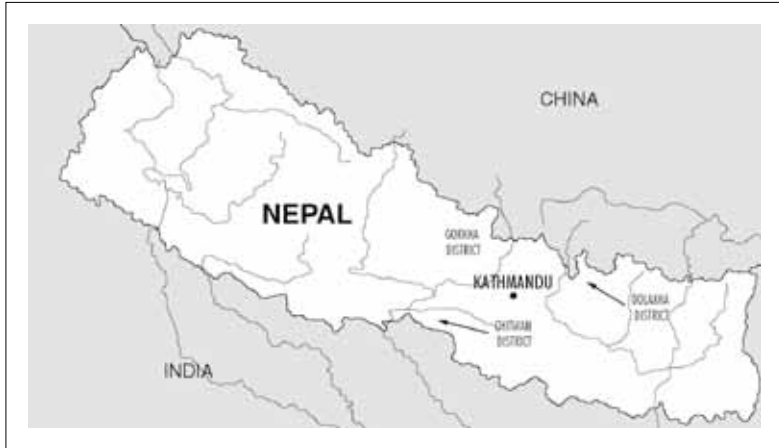 CHINA
NEPAL
GORKHA
DISTRICT
KATHMANDU
DOLAKHA
DISTRICT
CHITWAN
DISTRICT
INDIA